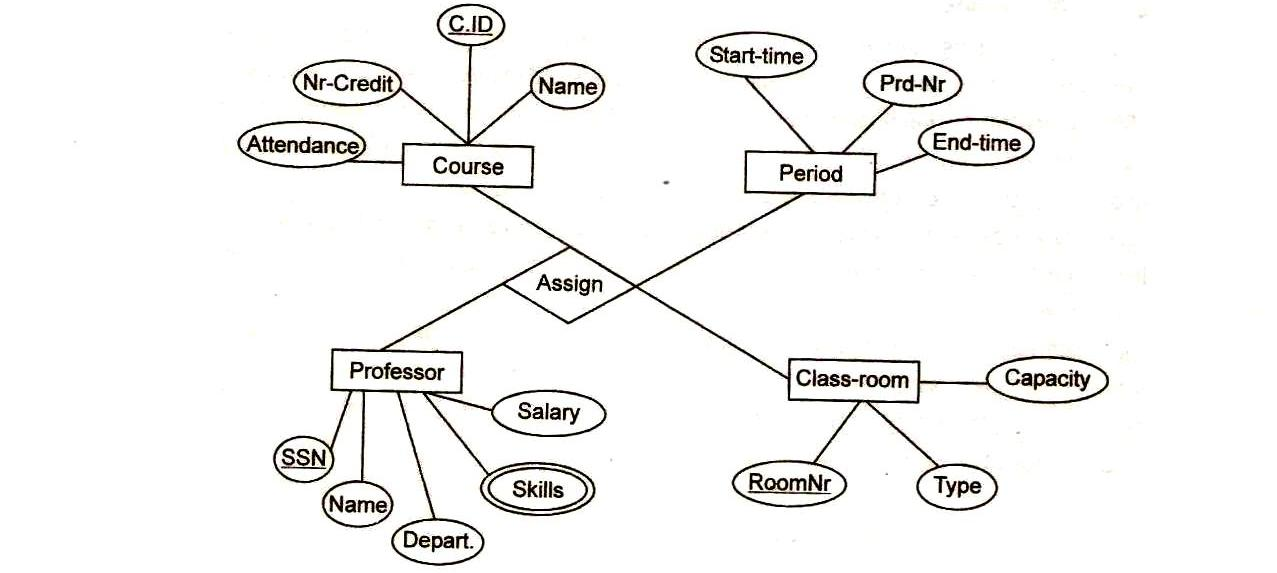 C.ID
Start-time
Nr-Credit
Name
Prd-Nr
Attendance
End-time
Course
Period
Assign
Professor
Class-room
Capacity
Salary
SSN
Name
Skills
RoomNr
Type
Depart.